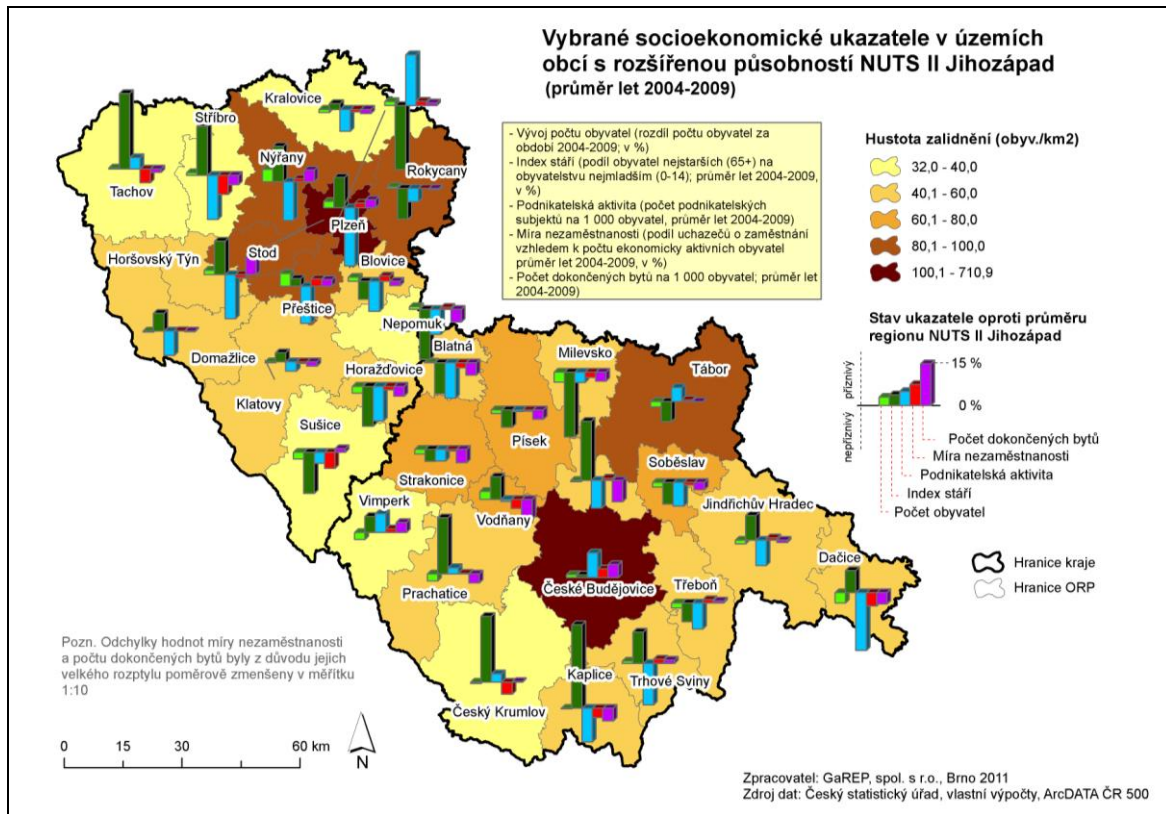 Vybrané socioekonomické ukazatele v územích
obcí s rozšířenou působností NUTS II Jihozápad
(průměr let 2004-2009)
- Vývoj počtu obyvatel (rozdíl počtu obyvatel za
období 2004-2009; v %)
- Index stáří (podíl obyvatel nejstarších (65+) na
obyvatelstvu nejmladším (0-14); průměr let 2004-2009,
v %)
- Podnikatelská aktivita (počet podnikatelských
subjektů na 1 000 obyvatel, průměr let 2004-2009)
- Míra nezaměstnanosti (podíl uchazečů o zaměstnání
vzhledem k počtu ekonomicky aktivních obyvatel
průměr let 2004-2009, v %)
- Počet dokončených bytů na 1 000 obyvatel; průměr let
2004-2009)
Hustota zalidnění (obyv./km2)
32,0 - 40,0
40,1 - 60,0
60,1 - 80,0
80,1 - 100,0
100,1 - 710,9
Stav ukazatele oproti průměru
regionu NUTS II Jihozápad
příznivý
nepříznivý
15 %
0 %
Počet dokončených bytů
Míra nezaměstnanosti
Podnikatelská aktivita
Index stáří
Počet obyvatel
Hranice kraje
Hranice ORP
Kralovice
Stříbro
Nýřany
Rokycany
Tachov
Plzeň
Stod
Horšovský Týn
Blovice
Přeštice
Nepomuk
Blatná
Milevsko
Tábor
Domažlice
Horažďovice
Klatovy
Sušice
Písek
Strakonice
Soběslav
Vimperk
Vodňany
Jindřichův Hradec
Dačice
České Budějovice
Třeboň
Prachatice
Kaplice
Trhové Sviny
Český Krumlov
Pozn. Odchylky hodnot míry nezaměstnanosti
a počtu dokončených bytů byly z důvodu jejich
velkého rozptylu poměrově zmenšeny v měřítku
1:10
0 15 30 60 km
N
Zpracovatel: GaREP, spol. s r.o., Brno 2011
Zdroj dat: Český statistický úřad, vlastní výpočty, ArcDATA ČR 500